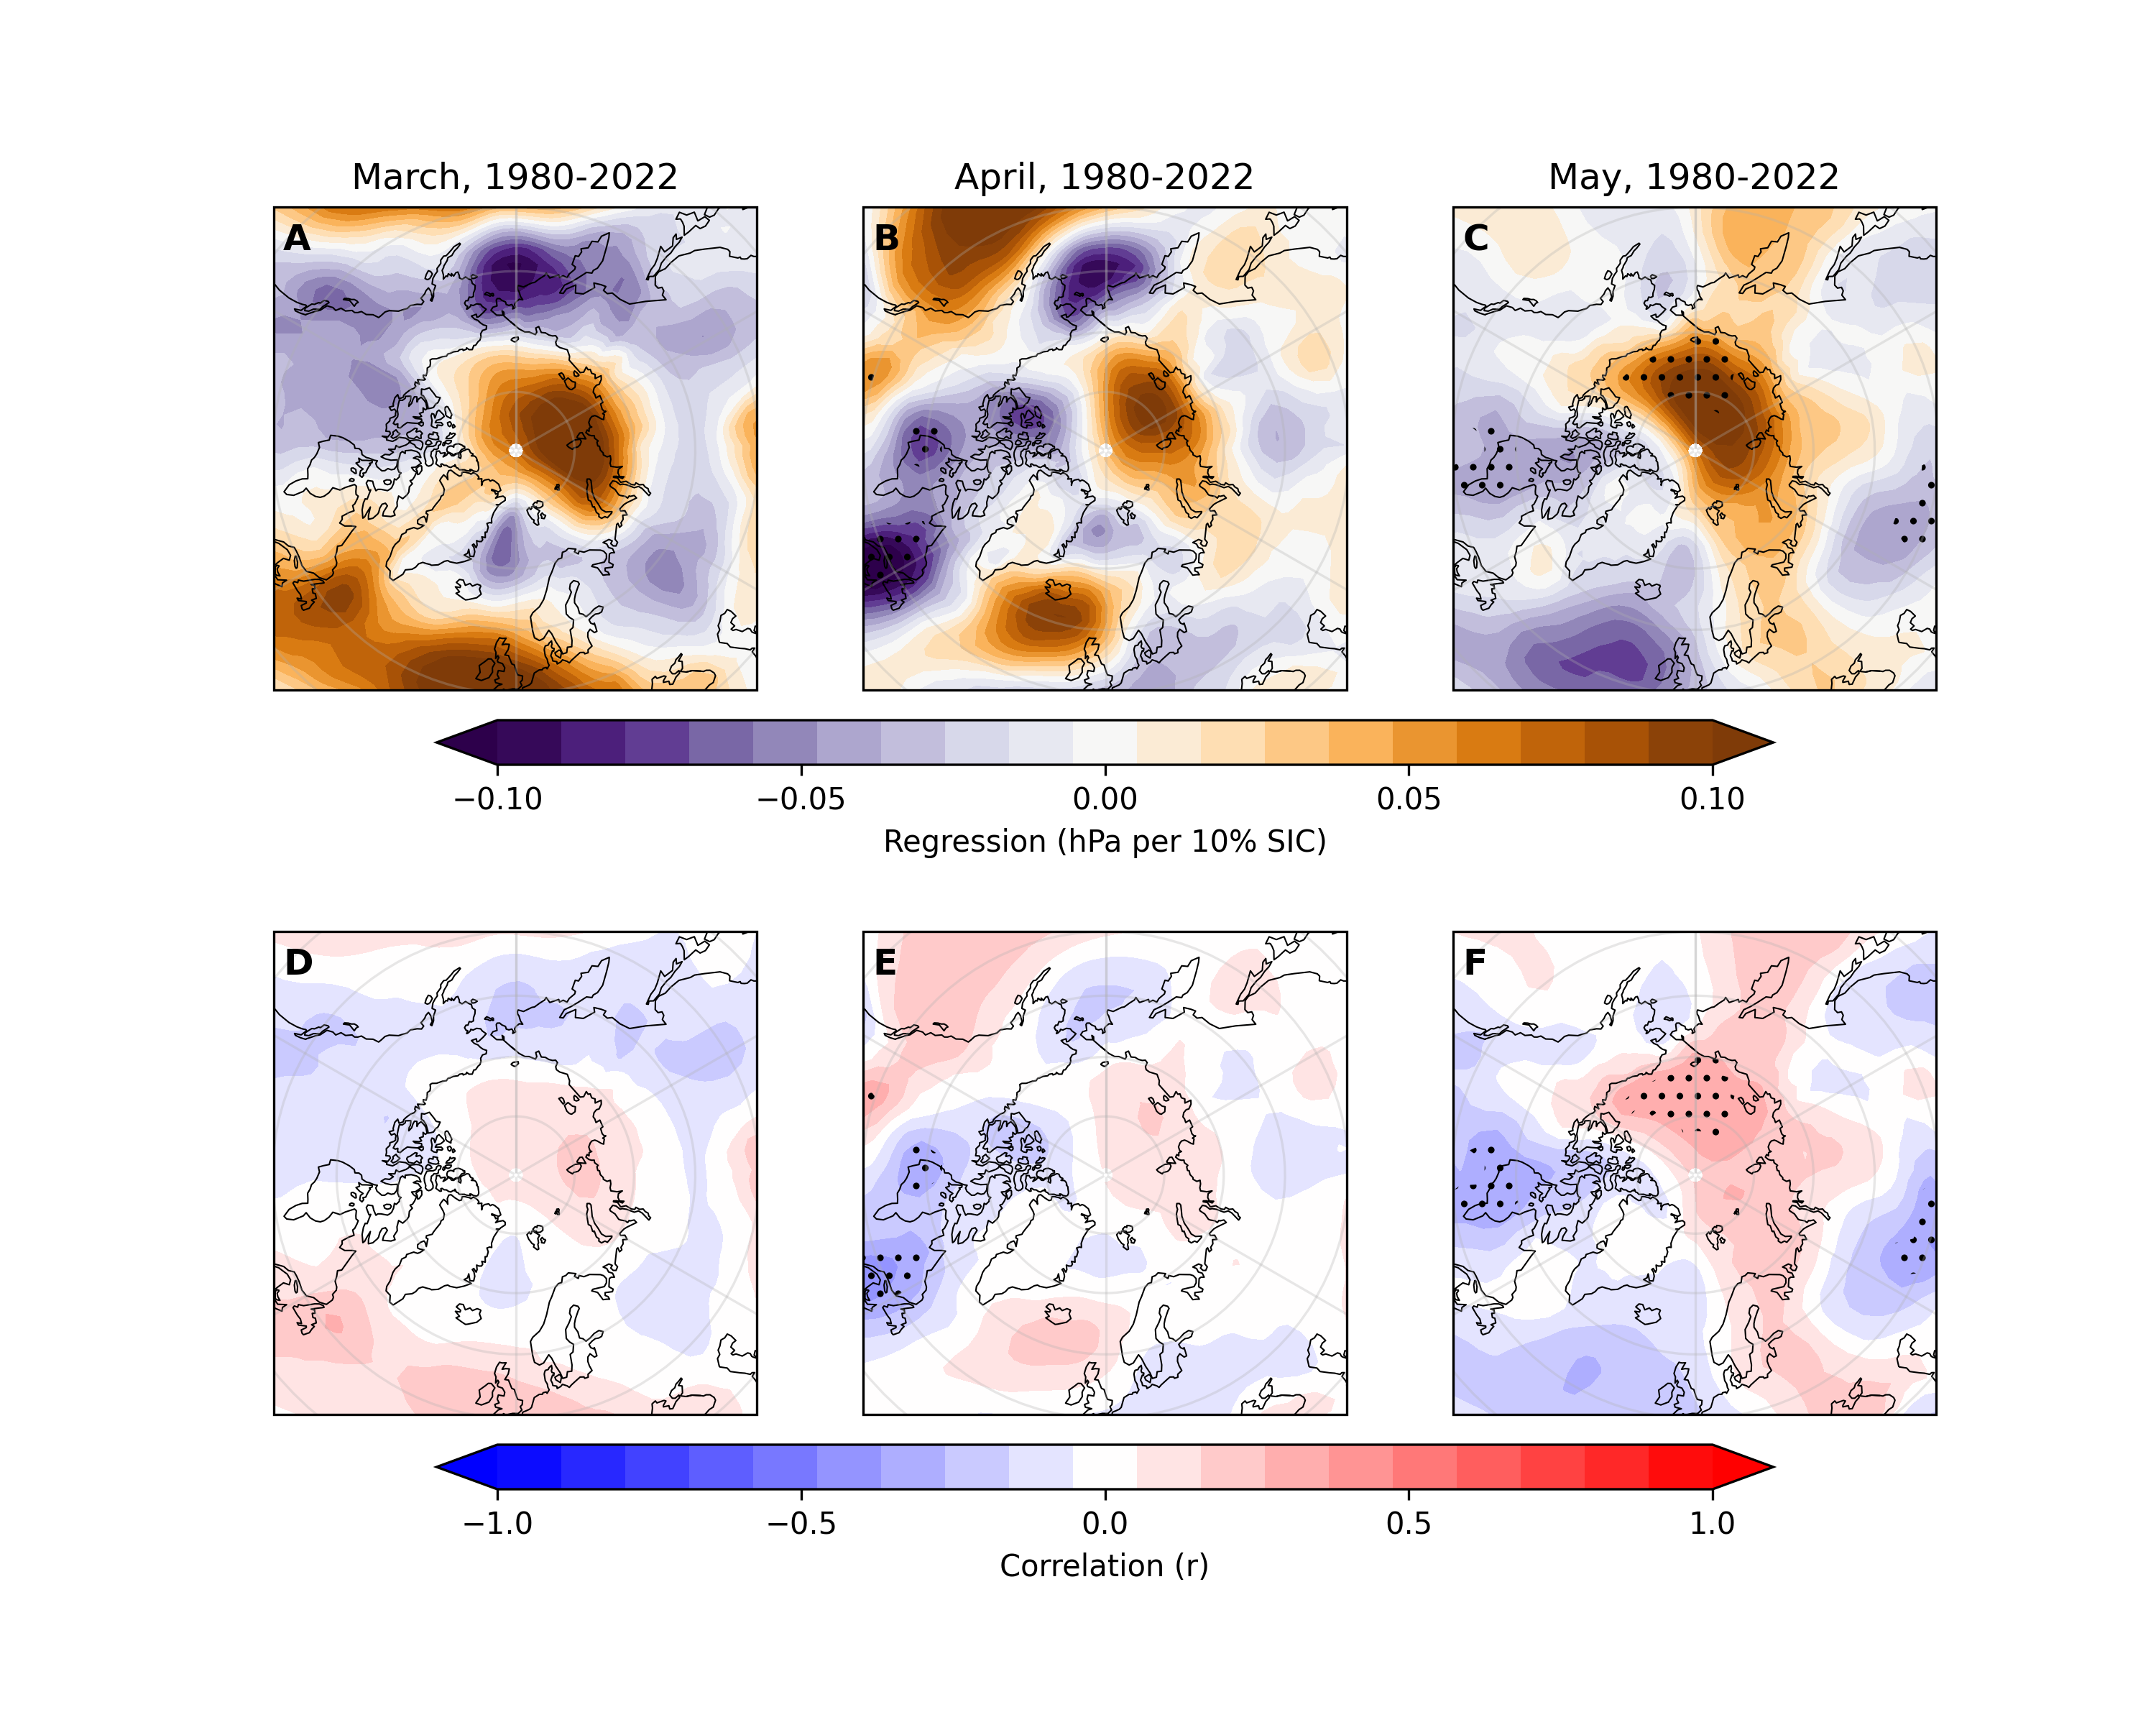 March, 1980-2022
April, 1980-2022
May, 1980-2022
A
B
C
−0.10
−0.05
0.00
0.05
0.10
Regression (hPa per 10% SIC)
D
E
F
−1.0
−0.5
0.0
0.5
1.0
Correlation (r)